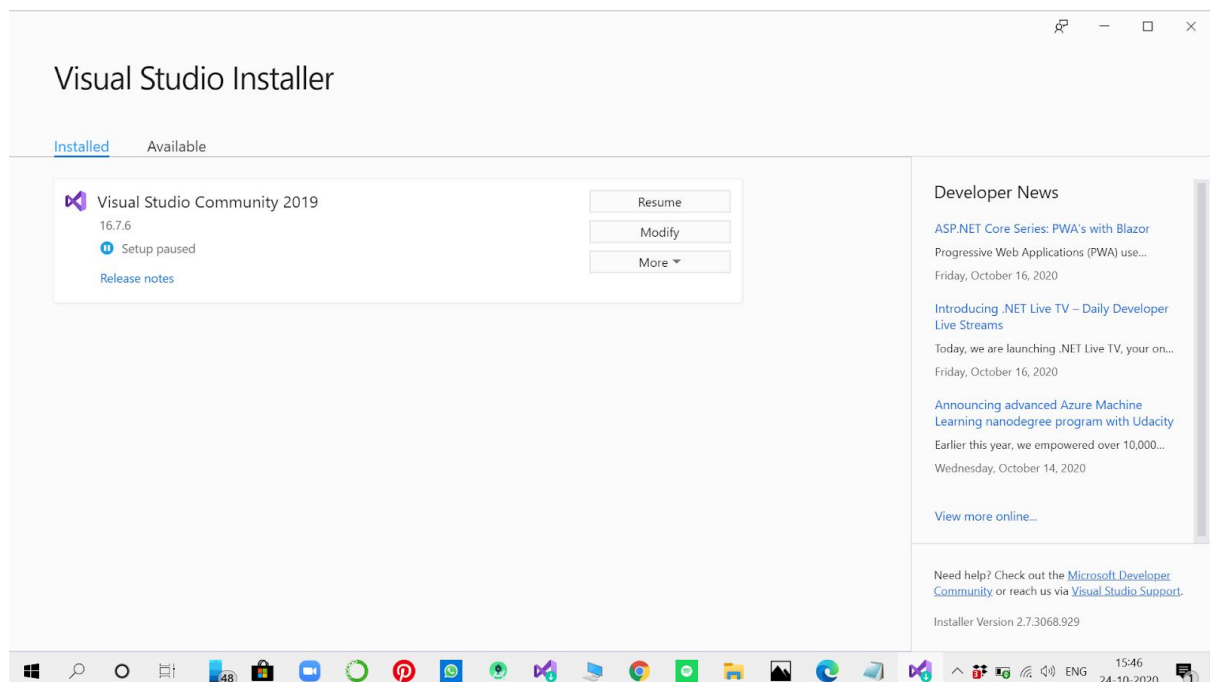 Visual Studio Installer
Installed
Available
Visual Studio Community 2019
16.7.6
Setup paused
Release notes
Resume
Modify
More
Developer News
ASP.NET Core Series: PWA's with Blazor
Progressive Web Applications (PWA) use...
Friday, October 16, 2020
Introducing .NET Live TV – Daily Developer
Live Streams
Today, we are launching .NET Live TV, your on...
Friday, October 16, 2020
Announcing advanced Azure Machine
Learning nanodegree program with Udacity
Earlier this year, we empowered over 10,000...
Wednesday, October 14, 2020
View more online...
Need help? Check out the Microsoft Developer
Community or reach us via Visual Studio Support.
Installer Version 2.7.3068.929
48
ENG
15:46
24-10-2020
1